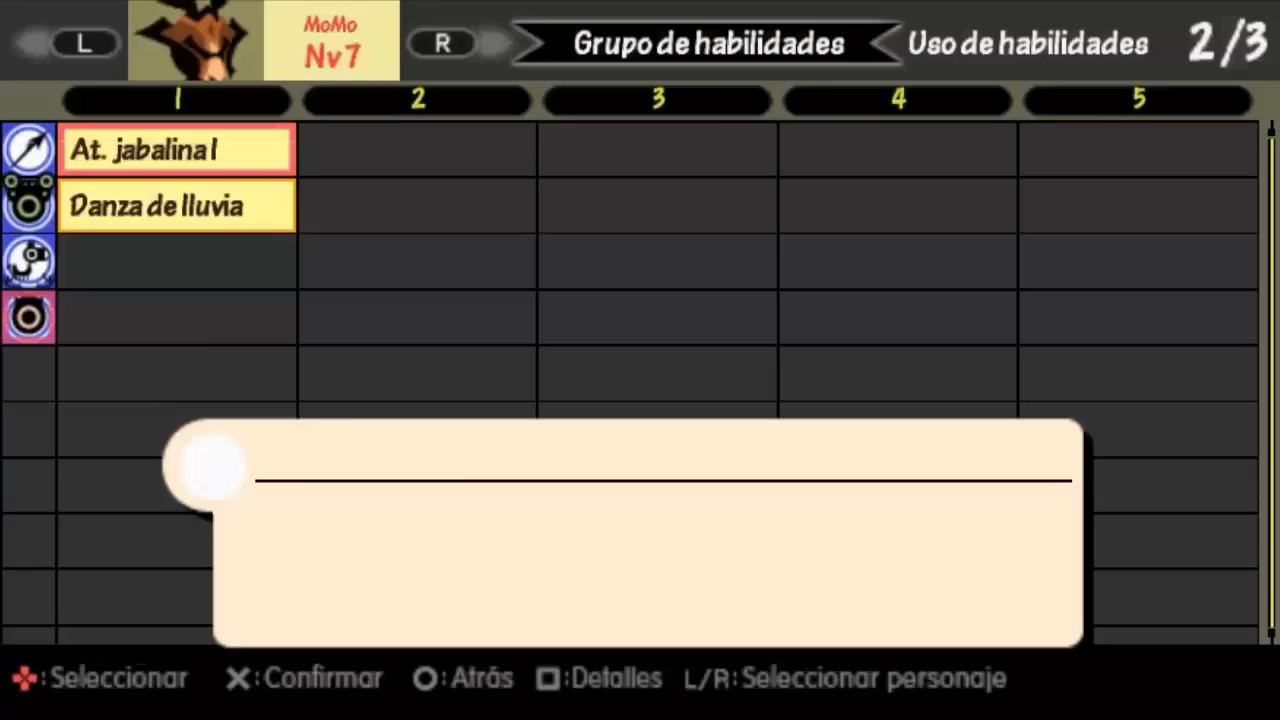 L MoMo Nv7 R Grupo de habilidades Uso de habilidades 2/3
1 2 3 4 5
At. jabalina I
Danza de lluvia
: Seleccionar X: Confirmar O: Atrás □: Detalles L/R: Seleccionar personaje